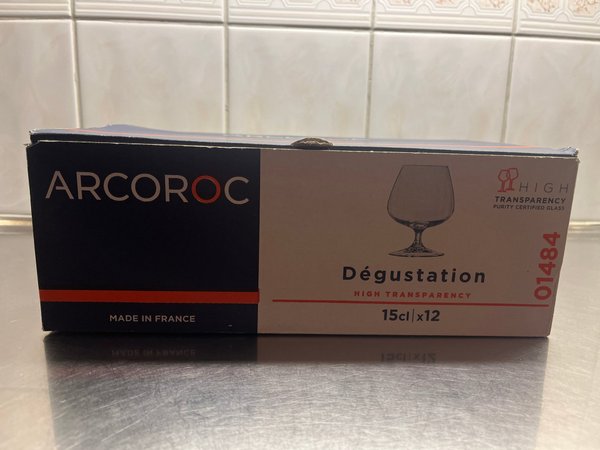 ARCOROC
MADE IN FRANCE
HIGH
TRANSPARENCY
PURITY CERTIFIED GLASS
Dégustation
HIGH TRANSPARENCY
15cl | x12
01484